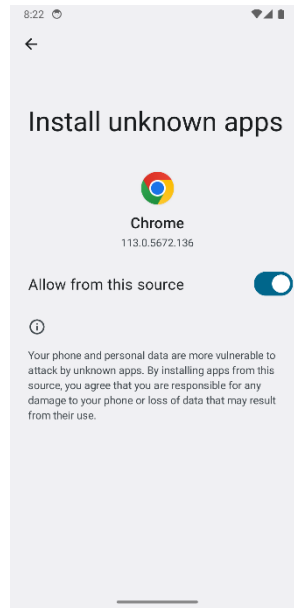 8:22
Install unknown apps
Chrome
113.0.5672.136
Allow from this source
Your phone and personal data are more vulnerable to
attack by unknown apps. By installing apps from this
source, you agree that you are responsible for any
damage to your phone or loss of data that may result
from their use.